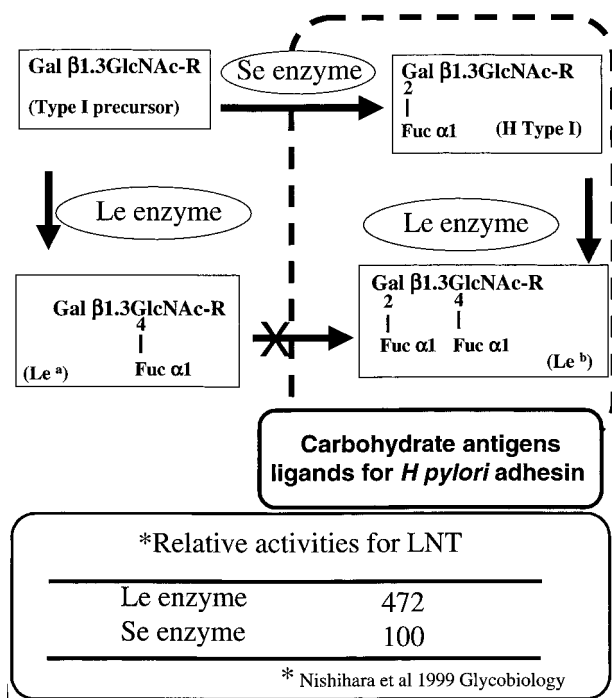 Gal β1.3GlcNAc-R
(Type I precursor)
Se enzyme
Gal β1.3GlcNAc-R
2
Fuc α1 (H Type I)
Le enzyme
Le enzyme
Gal β1.3GlcNAc-R
4
Fuc α1
(Le a)
Gal β1.3GlcNAc-R
2 4
Fuc α1 Fuc α1
(Le b)
Carbohydrate antigens
ligands for H pylori adhesin
*Relative activities for LNT
Le enzyme 472
Se enzyme 100
* Nishihara et al 1999 Glycobiology